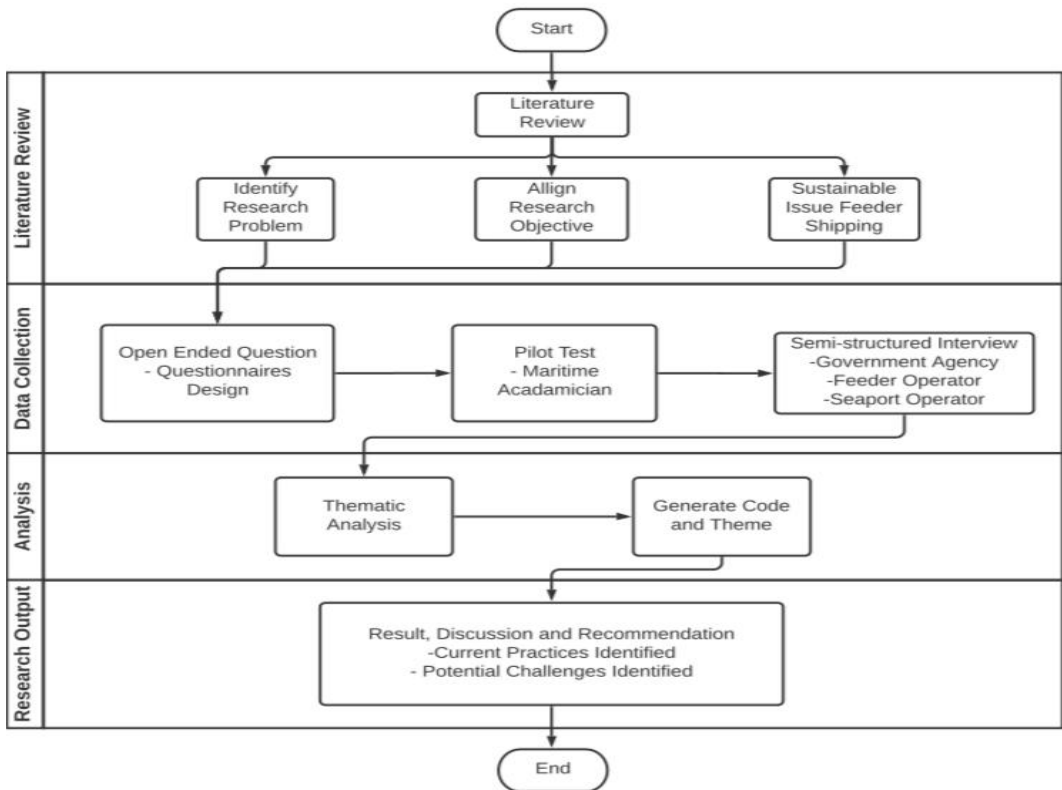 Start
Literature Review
Literature
Review
Identify
Research
Problem
Allign
Research
Objective
Sustainable
Issue Feeder
Shipping
Data Collection
Open Ended Question
- Questionnaires
Design
Pilot Test
- Maritime
Acadamician
Semi-structured Interview
-Government Agency
-Feeder Operator
-Seaport Operator
Analysis
Thematic
Analysis
Generate Code
and Theme
Research Output
Result, Discussion and Recommendation
-Current Practices Identified
- Potential Challenges Identified
End